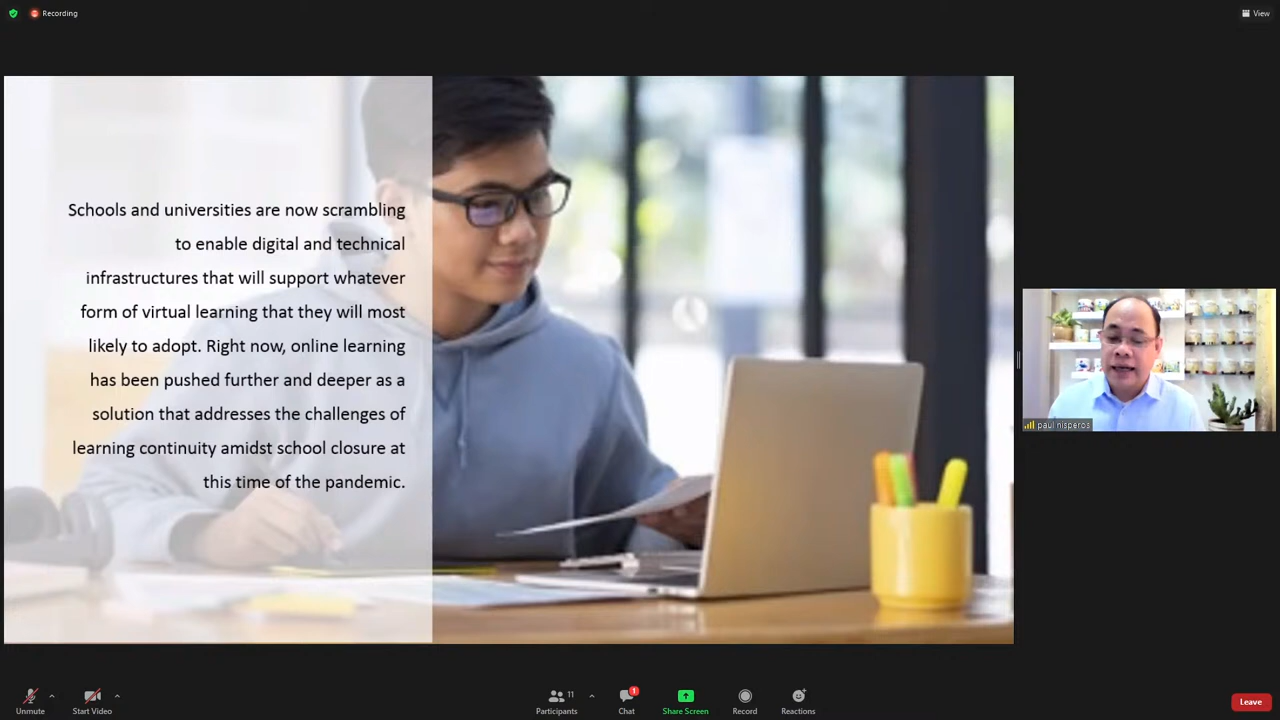 Recording
View
Schools and universities are now scrambling
to enable digital and technical
infrastructures that will support whatever
form of virtual learning that they will most
likely to adopt. Right now, online learning
has been pushed further and deeper as a
solution that addresses the challenges of
learning continuity amidst school closure at
this time of the pandemic.
paul nisperos
Unmute
Start Video
Participants
11
Chat
1
Share Screen
Record
Reactions
Leave